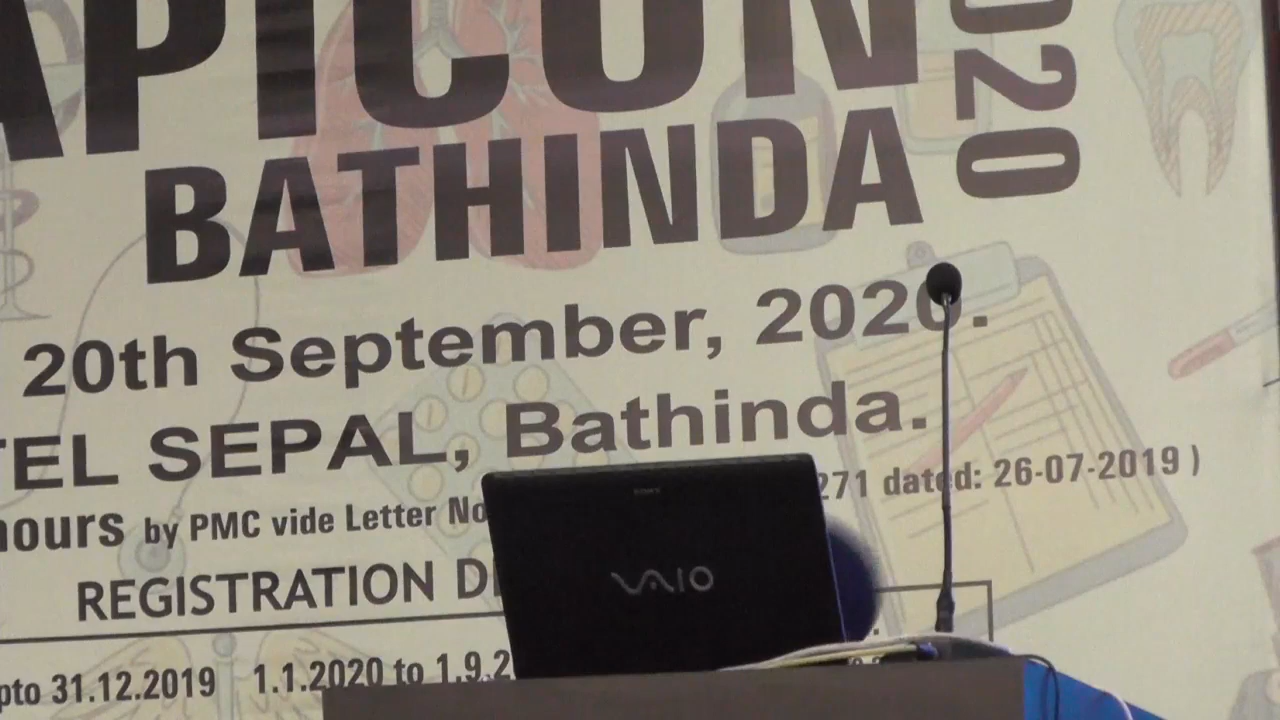 APICON 2020
BATHINDA
20th September, 2020.
TEL SEPAL, Bathinda.
hours by PMC vide Letter No 271 dated: 26-07-2019 )
REGISTRATION D
pto 31.12.2019 1.1.2020 to 1.9.2
SONY
VAIO